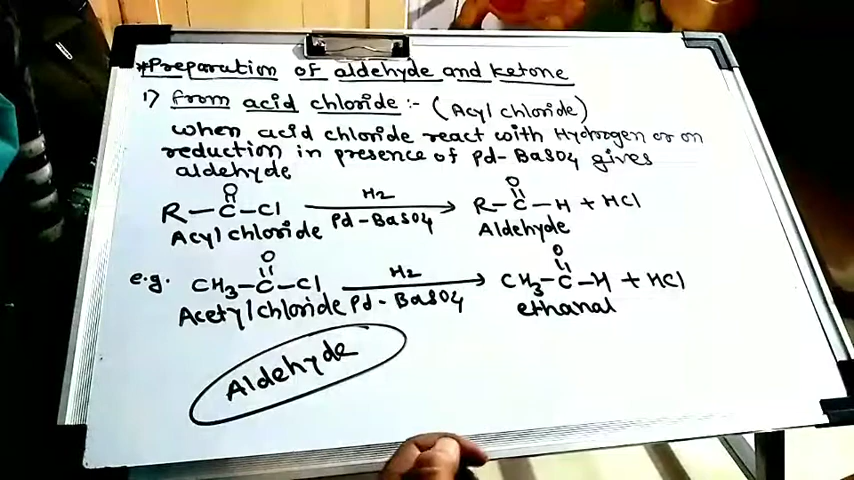 *Preparation of aldehyde and ketone
1) from acid chloride :- (Acyl chloride)
when acid chloride react with Hydrogen or on
reduction in presence of Pd-BaSO4 gives
aldehyde
O H2 O
R-C-Cl Pd-BaSO4 R-C-H + HCl
Acyl chloride Aldehyde
O H2 O
e.g. CH3-C-Cl Pd-BaSO4 CH3-C-H + HCl
Acetyl chloride ethanal
Aldehyde